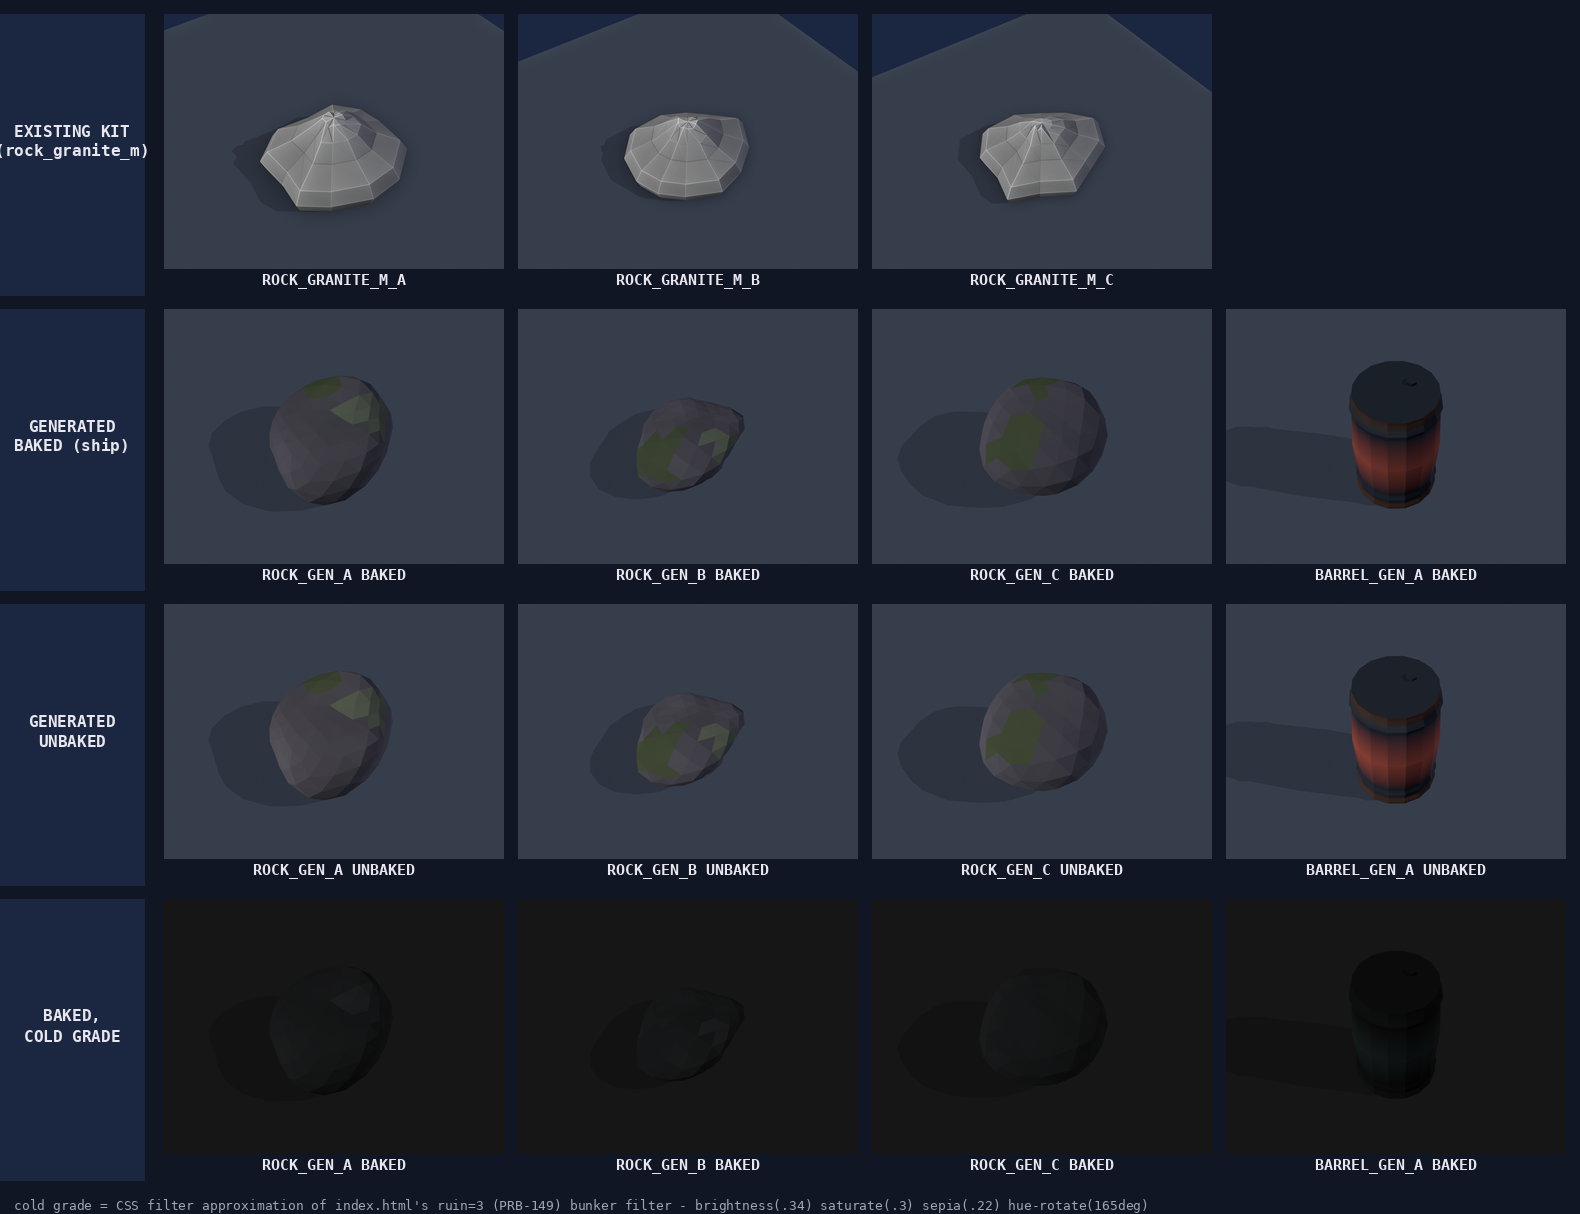 EXISTING KIT
(rock_granite_m)
ROCK_GRANITE_M_A
ROCK_GRANITE_M_B
ROCK_GRANITE_M_C
GENERATED
BAKED (ship)
ROCK_GEN_A BAKED
ROCK_GEN_B BAKED
ROCK_GEN_C BAKED
BARREL_GEN_A BAKED
GENERATED
UNBAKED
ROCK_GEN_A UNBAKED
ROCK_GEN_B UNBAKED
ROCK_GEN_C UNBAKED
BARREL_GEN_A UNBAKED
BAKED,
COLD GRADE
ROCK_GEN_A BAKED
ROCK_GEN_B BAKED
ROCK_GEN_C BAKED
BARREL_GEN_A BAKED
cold grade = CSS filter approximation of index.html's ruin=3 (PRB-149) bunker filter - brightness(.34) saturate(.3) sepia(.22) hue-rotate(165deg)